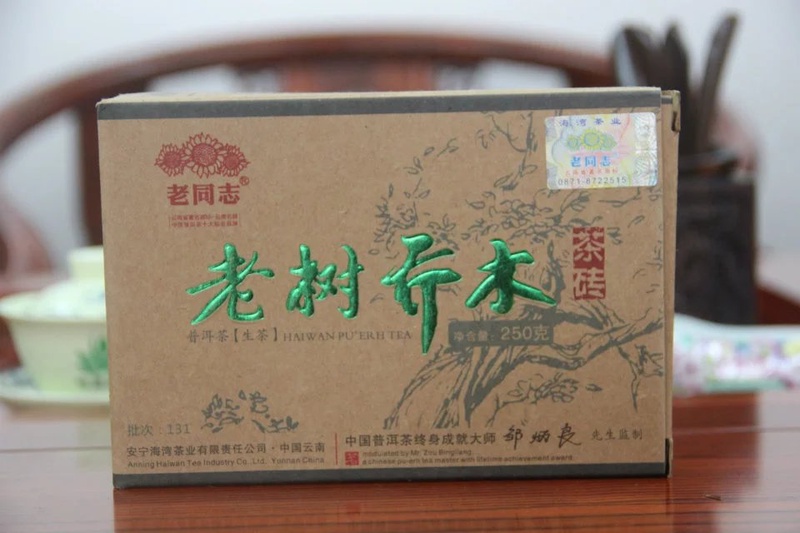 老同志®
海湾茶业
老同志
0871-8722515
老树乔木
茶砖
普洱茶【生茶】HAIWAN PU'ERH TEA
净含量：250克
批次：131
安宁海湾茶业有限责任公司·中国云南
Anning Haiwan Tea Industry Co., Ltd. Yunnan China
中国普洱茶终身成就大师 邹炳良 先生监制
a chinese pu-erh tea master with lifetime achievement award.